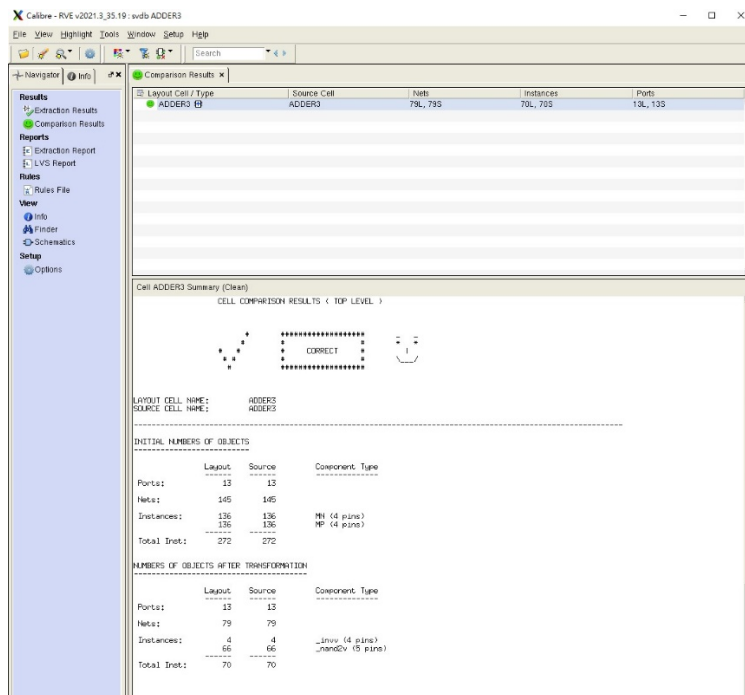 Calibre - RVE v2021.3_35.19 : svdb ADDER3
File View Highlight Tools Window Setup Help
Search
Navigator Info
Comparison Results
Results
Extraction Results
Comparison Results
Reports
Extraction Report
LVS Report
Rules
Rules File
View
Info
Finder
Schematics
Setup
Options
Layout Cell / Type Source Cell Nets Instances Ports
ADDER3 ADDER3 79L, 79S 70L, 70S 13L, 13S
Cell ADDER3 Summary (Clean)
CELL COMPARISON RESULTS ( TOP LEVEL )
CORRECT
LAYOUT CELL NAME: ADDER3
SOURCE CELL NAME: ADDER3
INITIAL NUMBERS OF OBJECTS
Layout Source Component Type
Ports: 13 13
Nets: 145 145
Instances: 136 136 MN (4 pins)
136 136 MP (4 pins)
Total Inst: 272 272
NUMBERS OF OBJECTS AFTER TRANSFORMATION
Layout Source Component Type
Ports: 13 13
Nets: 79 79
Instances: 4 4 _invv (4 pins)
66 66 _nand2v (5 pins)
Total Inst: 70 70